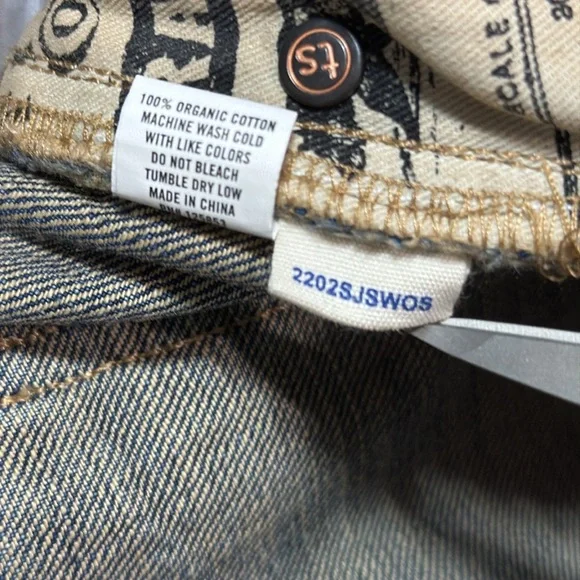 SCALE
ts
100% ORGANIC COTTON
MACHINE WASH COLD
WITH LIKE COLORS
DO NOT BLEACH
TUMBLE DRY LOW
MADE IN CHINA
2202SJSWOS